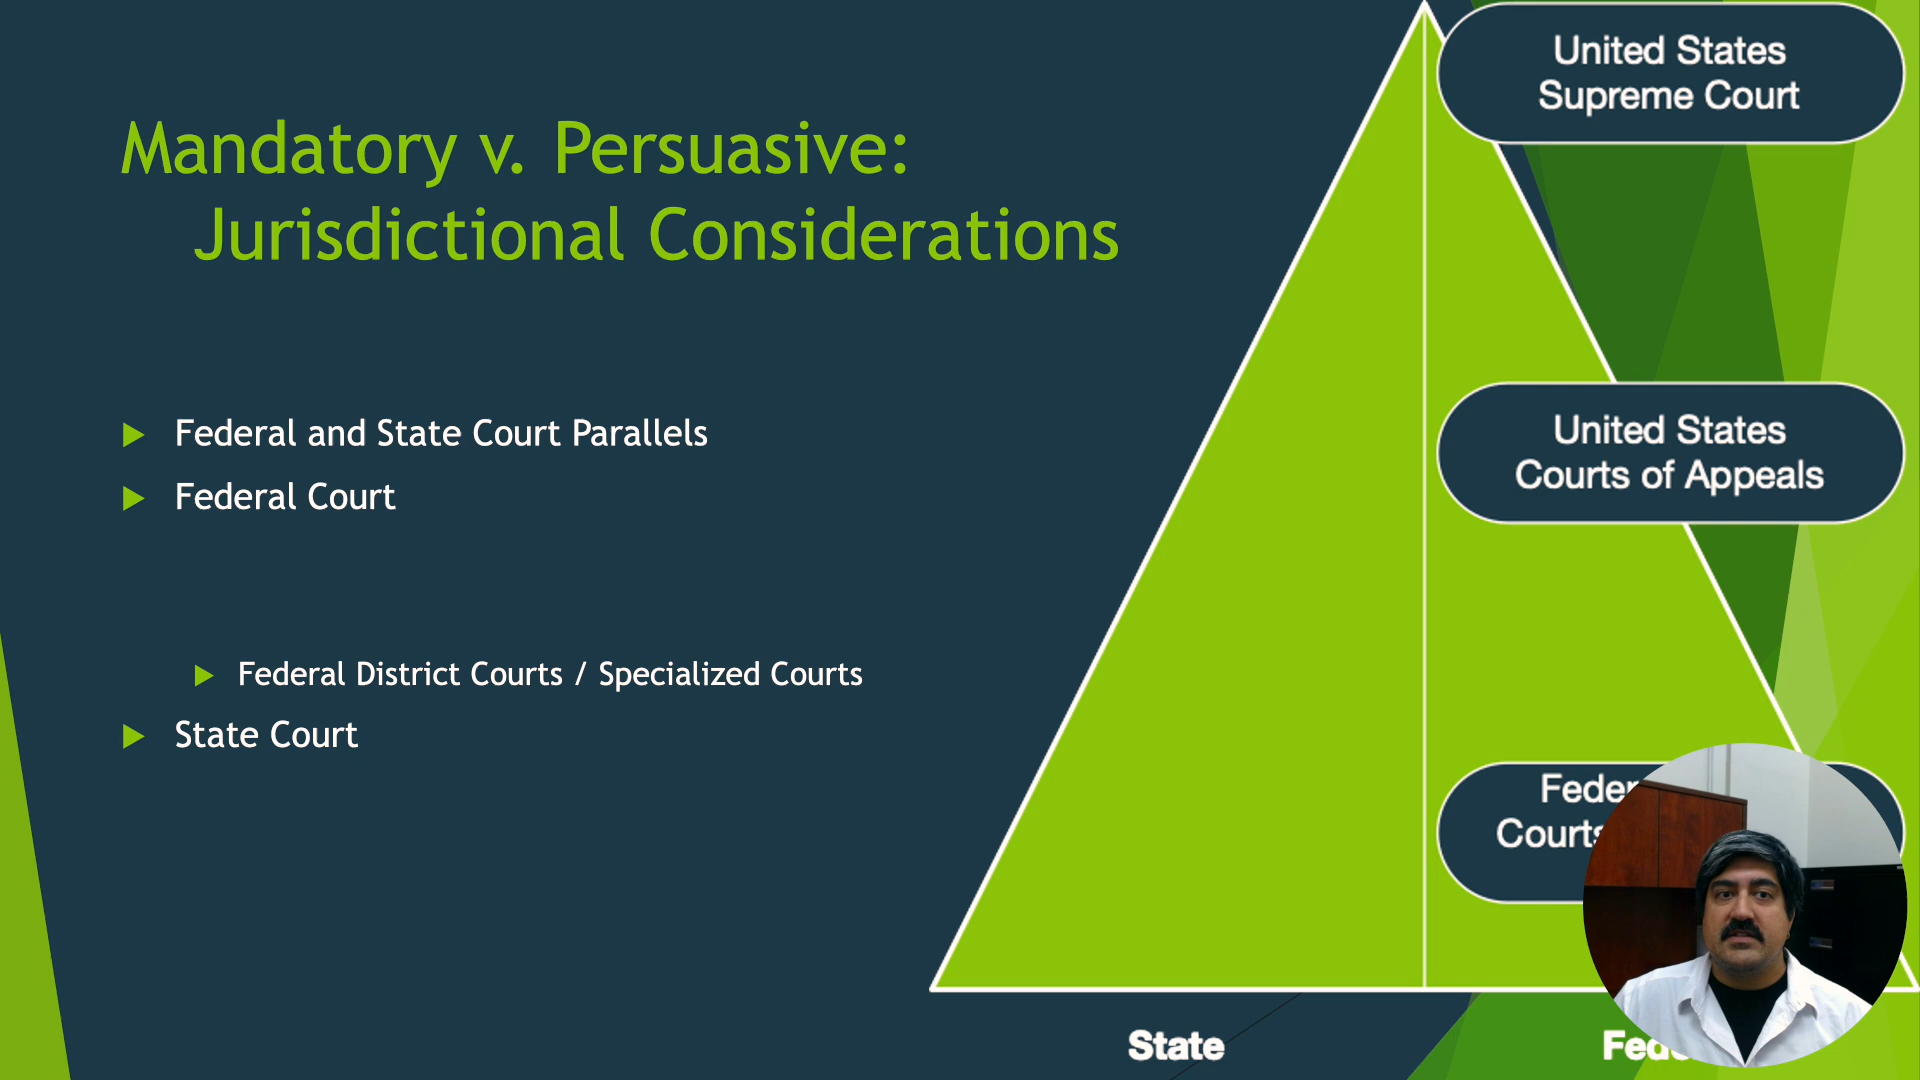 Mandatory v. Persuasive:
Jurisdictional Considerations
Federal and State Court Parallels
Federal Court
Federal District Courts / Specialized Courts
State Court
United States
Supreme Court
United States
Courts of Appeals
State